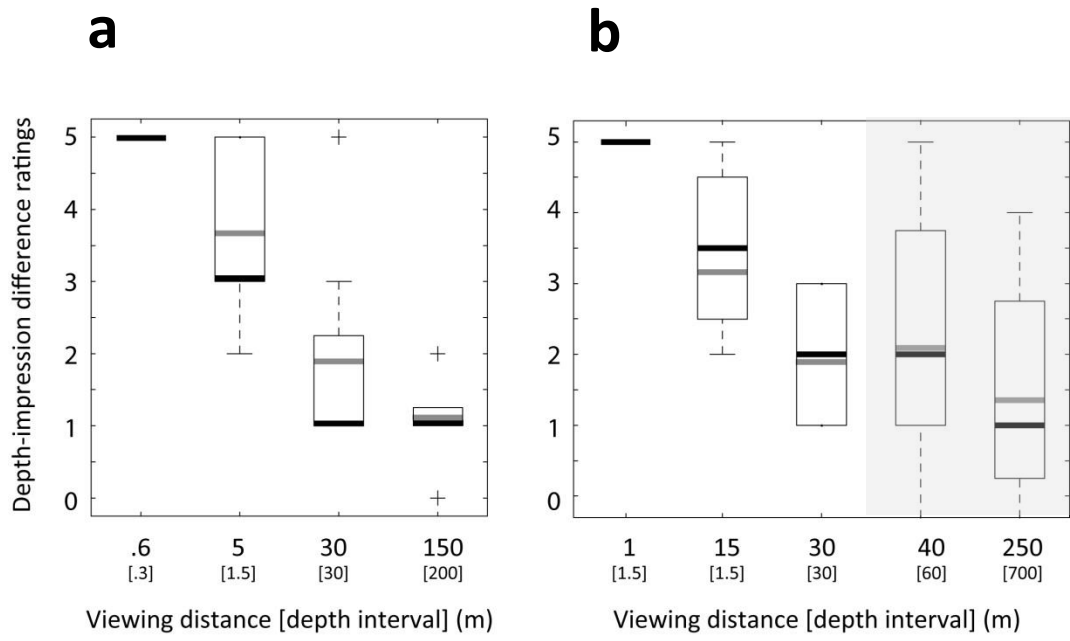 a
b
Depth-impression difference ratings
5
4
3
2
1
0
5
4
3
2
1
0
.6 5 30 150
[.3] [1.5] [30] [200]
1 15 30 40 250
[1.5] [1.5] [30] [60] [700]
Viewing distance [depth interval] (m)
Viewing distance [depth interval] (m)